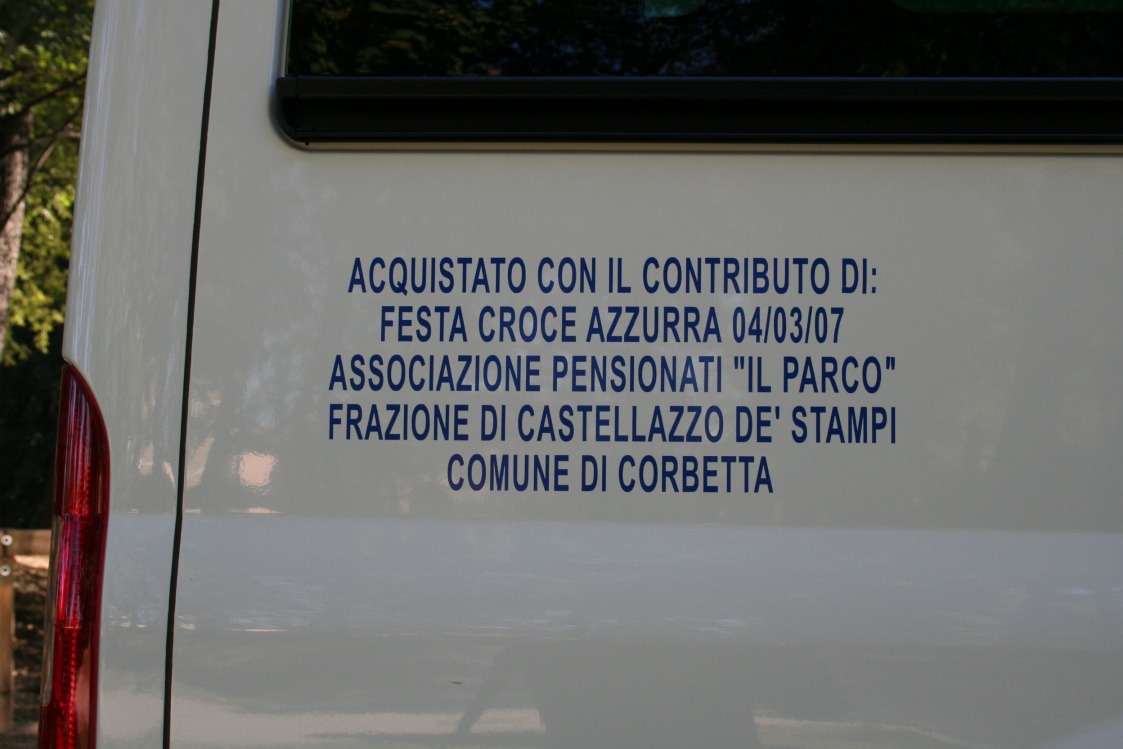 ACQUISTATO CON IL CONTRIBUTO DI:
FESTA CROCE AZZURRA 04/03/07
ASSOCIAZIONE PENSIONATI "IL PARCO"
FRAZIONE DI CASTELLAZZO DE' STAMPI
COMUNE DI CORBETTA